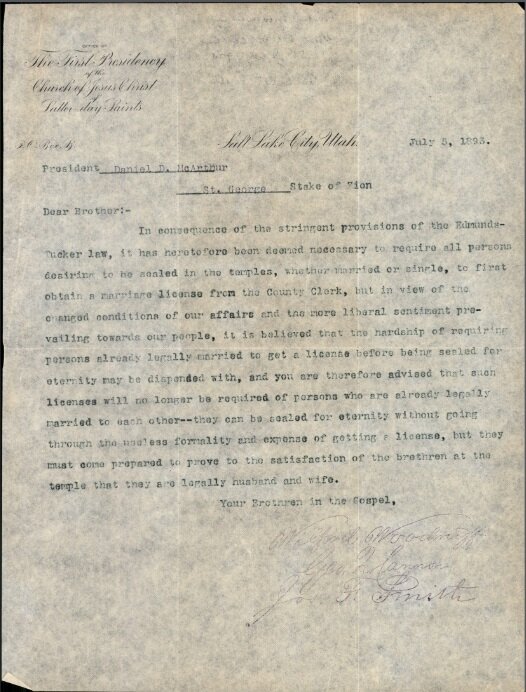 OFFICE OF
The First Presidency
of the
Church of Jesus Christ
of
Latter-day Saints
P.O. Box B.
Salt Lake City, Utah. July 5, 1893.
President Daniel D. McArthur
St. George Stake of Zion
Dear Brother:-
In consequence of the stringent provisions of the Edmunds-
Tucker law, it has heretofore been deemed necessary to require all persons
desiring to be sealed in the temples, whether married or single, to first
obtain a marriage license from the County Clerk, but in view of the
changed conditions of our affairs and the more liberal sentiment pre-
vailing towards our people, it is believed that the hardship of requiring
persons already legally married to get a license before being sealed for
eternity may be dispended with, and you are therefore advised that such
licenses will no longer be required of persons who are already legally
married to each other--they can be sealed for eternity without going
through the useless formality and expense of getting a license, but they
must come prepared to prove to the satisfaction of the brethren at the
temple that they are legally husband and wife.
Your Brethren in the Gospel,
Wilford Woodruff
Geo. Q. Cannon
Jos. F. Smith